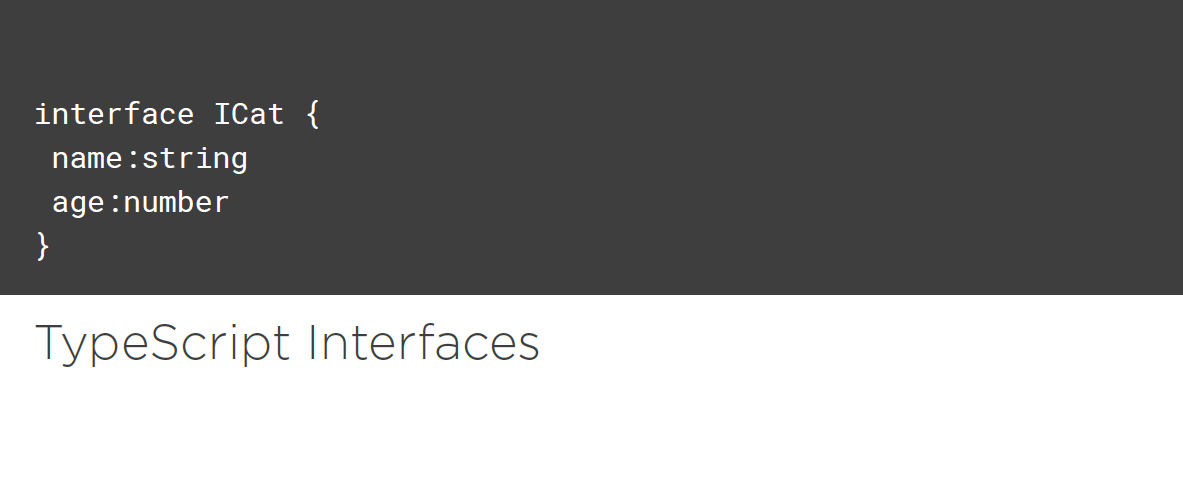 interface ICat {
 name:string
 age:number
}
TypeScript Interfaces